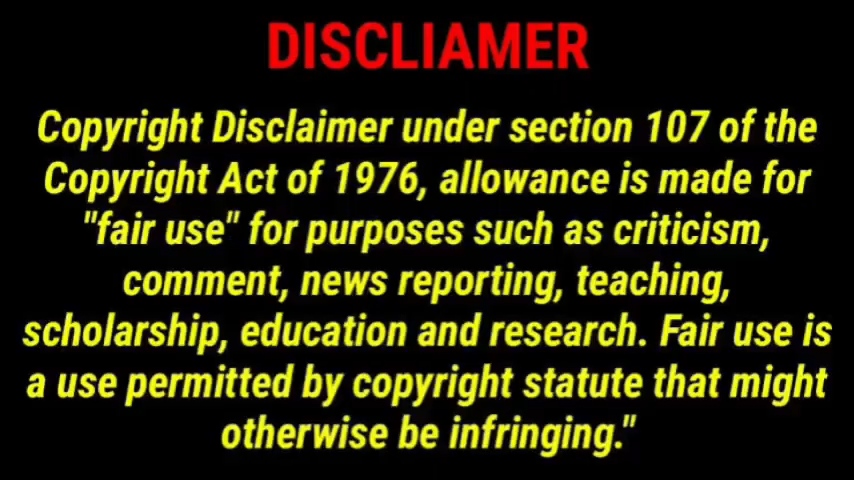 DISCLIAMER
Copyright Disclaimer under section 107 of the
Copyright Act of 1976, allowance is made for
"fair use" for purposes such as criticism,
comment, news reporting, teaching,
scholarship, education and research. Fair use is
a use permitted by copyright statute that might
otherwise be infringing."